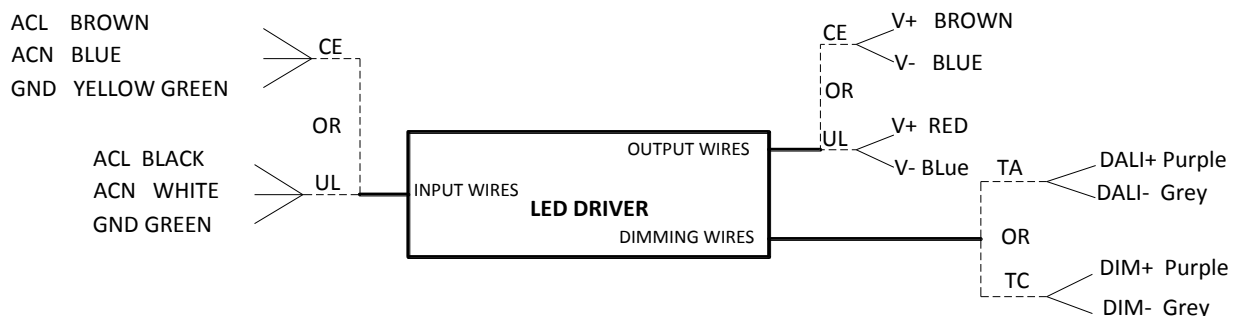 ACL BROWN
ACN BLUE
GND YELLOW GREEN
CE
OR
ACL BLACK
ACN WHITE
GND GREEN
UL
INPUT WIRES
OUTPUT WIRES
LED DRIVER
DIMMING WIRES
CE
V+ BROWN
V- BLUE
OR
UL
V+ RED
V- BLue
TA
DALI+ Purple
DALI- Grey
OR
TC
DIM+ Purple
DIM- Grey